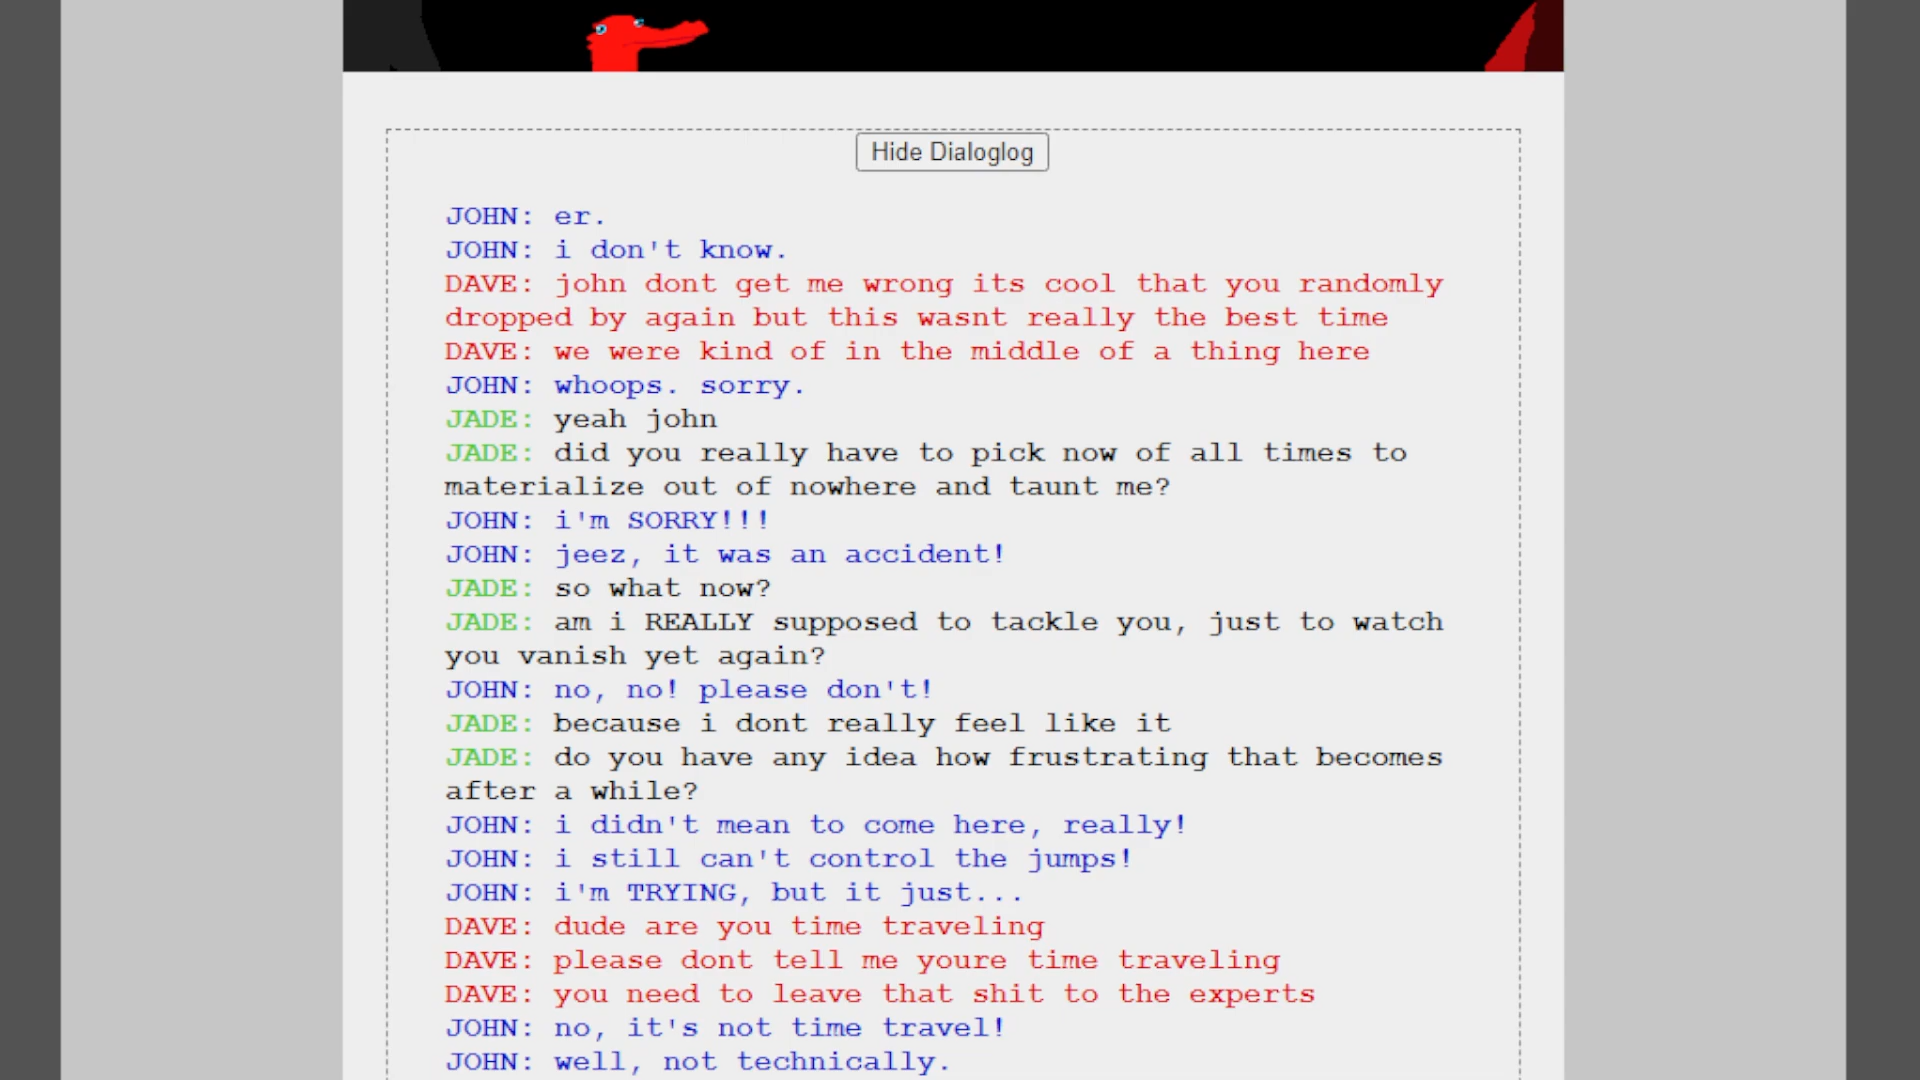 Hide Dialoglog
JOHN: er.
JOHN: i don't know.
DAVE: john dont get me wrong its cool that you randomly
dropped by again but this wasnt really the best time
DAVE: we were kind of in the middle of a thing here
JOHN: whoops. sorry.
JADE: yeah john
JADE: did you really have to pick now of all times to
materialize out of nowhere and taunt me?
JOHN: i'm SORRY!!!
JOHN: jeez, it was an accident!
JADE: so what now?
JADE: am i REALLY supposed to tackle you, just to watch
you vanish yet again?
JOHN: no, no! please don't!
JADE: because i dont really feel like it
JADE: do you have any idea how frustrating that becomes
after a while?
JOHN: i didn't mean to come here, really!
JOHN: i still can't control the jumps!
JOHN: i'm TRYING, but it just...
DAVE: dude are you time traveling
DAVE: please dont tell me youre time traveling
DAVE: you need to leave that shit to the experts
JOHN: no, it's not time travel!
JOHN: well, not technically.